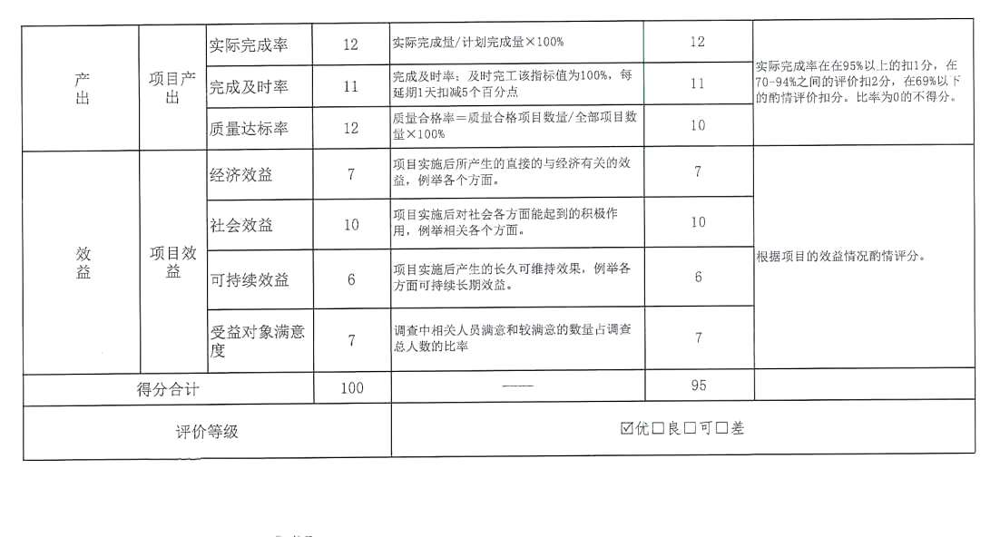 产出
项目产出
实际完成率
12
实际完成量/计划完成量×100%
12
实际完成率在在95%以上的扣1分，在
70-94%之间的评价扣2分，在69%以下
的酌情评价扣分。比率为0的不得分。
完成及时率
11
完成及时率：及时完工该指标值为100%，每
延期1天扣减5个百分点
11
质量达标率
12
质量合格率＝质量合格项目数量/全部项目数
量×100%
10
效益
项目效益
经济效益
7
项目实施后所产生的直接的与经济有关的效
益，例举各个方面。
7
根据项目的效益情况酌情评分。
社会效益
10
项目实施后对社会各方面能起到的积极作
用，例举相关各个方面。
10
可持续效益
6
项目实施后产生的长久可维持效果，例举各
方面可持续长期效益。
6
受益对象满意
度
7
调查中相关人员满意和较满意的数量占调查
总人数的比率
7
得分合计
100
——
95
评价等级
☑优□良□可□差